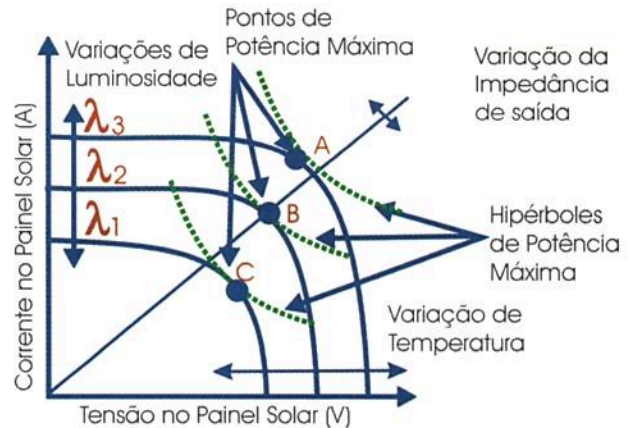 Pontos de
Potência Máxima
Variações de
Luminosidade
Variação da
Impedância
de saída
λ3
λ2
λ1
A
B
C
Hipérboles
de Potência
Máxima
Variação de
Temperatura
Corrente no Painel Solar (A)
Tensão no Painel Solar (V)